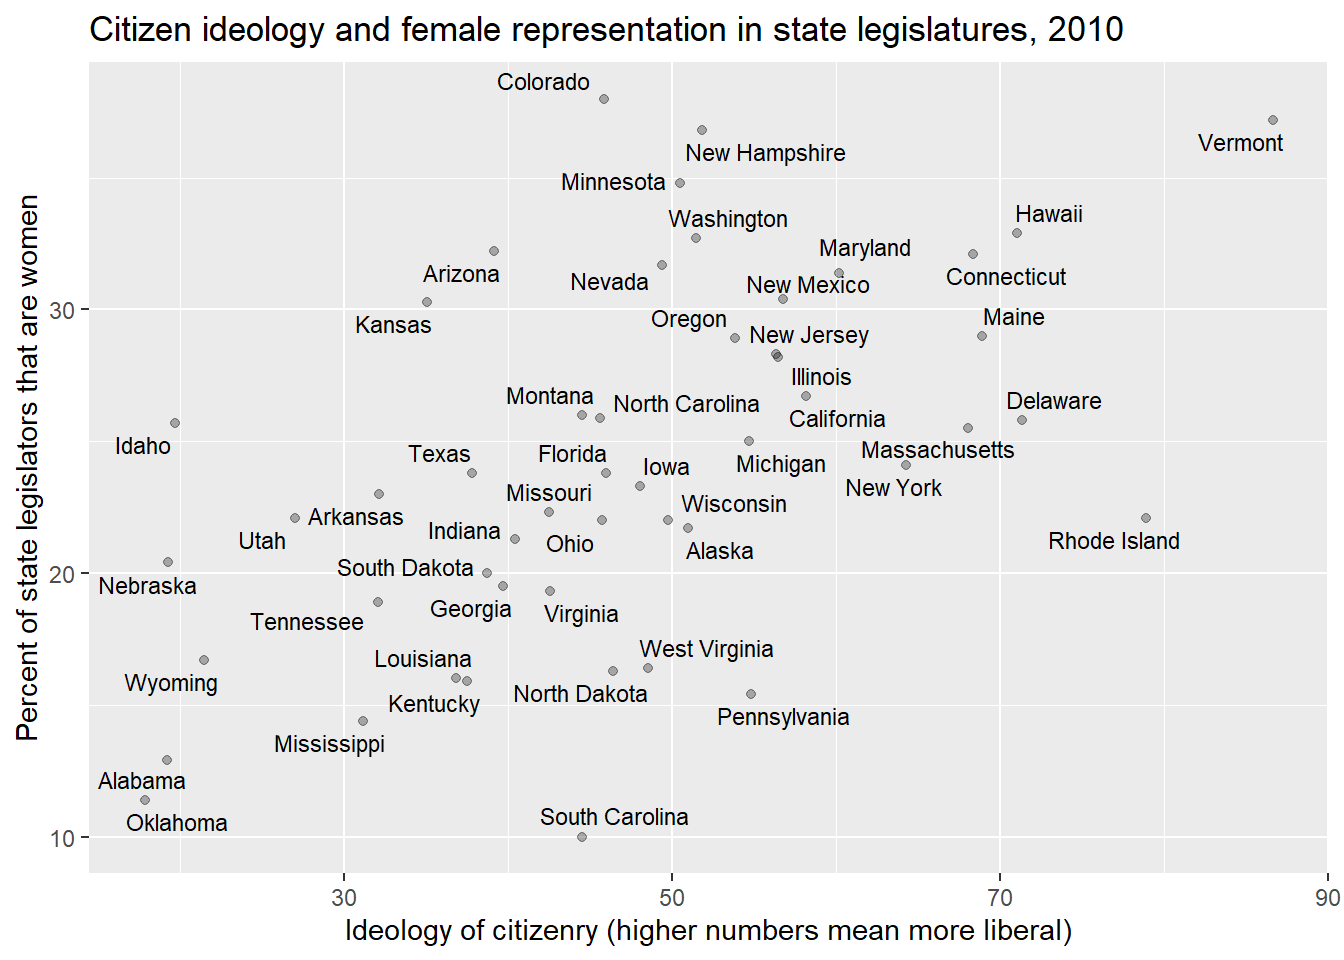 Citizen ideology and female representation in state legislatures, 2010
Colorado
Vermont
New Hampshire
Minnesota
Hawaii
Washington
Maryland
Arizona
Connecticut
Nevada
New Mexico
30
Kansas
Oregon
Maine
New Jersey
Illinois
Montana
North Carolina
Delaware
California
Idaho
Texas
Florida
Massachusetts
Iowa
Michigan
New York
Missouri
Wisconsin
Arkansas
Indiana
Utah
Ohio
Rhode Island
Alaska
20
South Dakota
Nebraska
Georgia
Virginia
Tennessee
West Virginia
Louisiana
Wyoming
North Dakota
Kentucky
Pennsylvania
Mississippi
Alabama
Oklahoma
South Carolina
10
Percent of state legislators that are women
30 50 70 90
Ideology of citizenry (higher numbers mean more liberal)